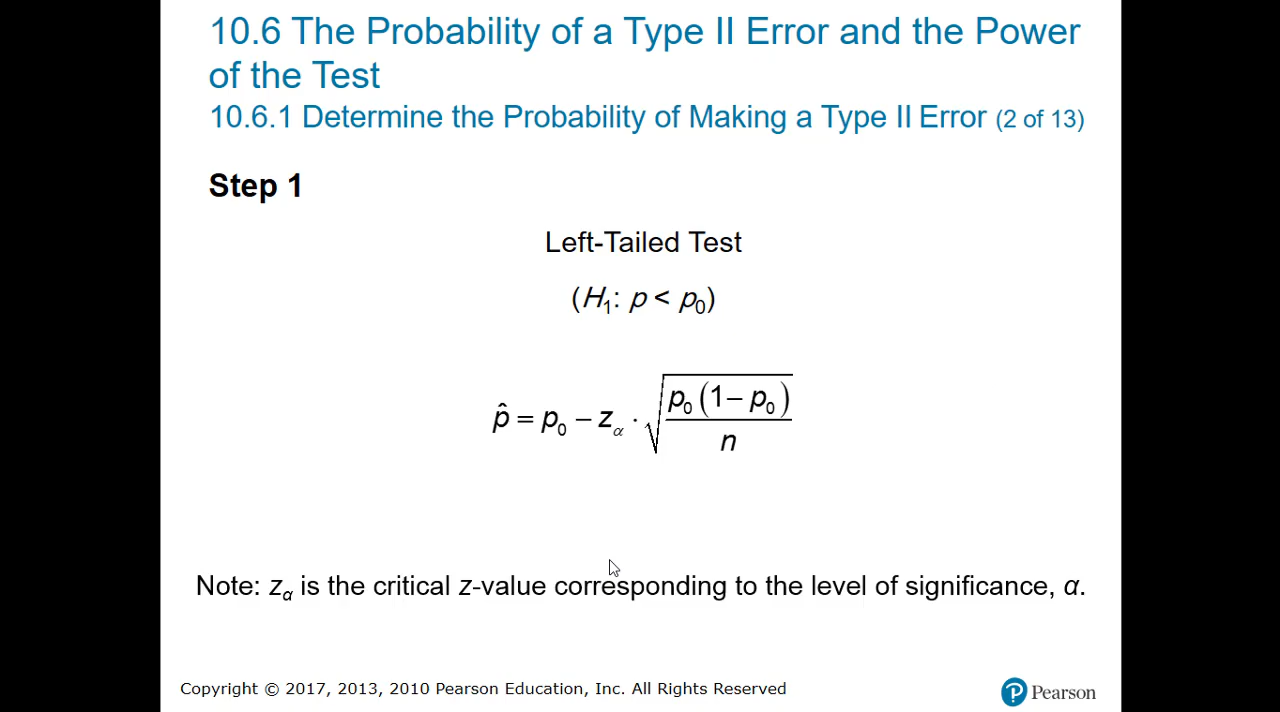 10.6 The Probability of a Type II Error and the Power
of the Test
10.6.1 Determine the Probability of Making a Type II Error (2 of 13)
Step 1
Left-Tailed Test
(H₁: p < p₀)
p̂ = p₀ − z_α · √(p₀(1 − p₀)/n)
Note: z_α is the critical z-value corresponding to the level of significance, α.
Copyright © 2017, 2013, 2010 Pearson Education, Inc. All Rights Reserved
P Pearson